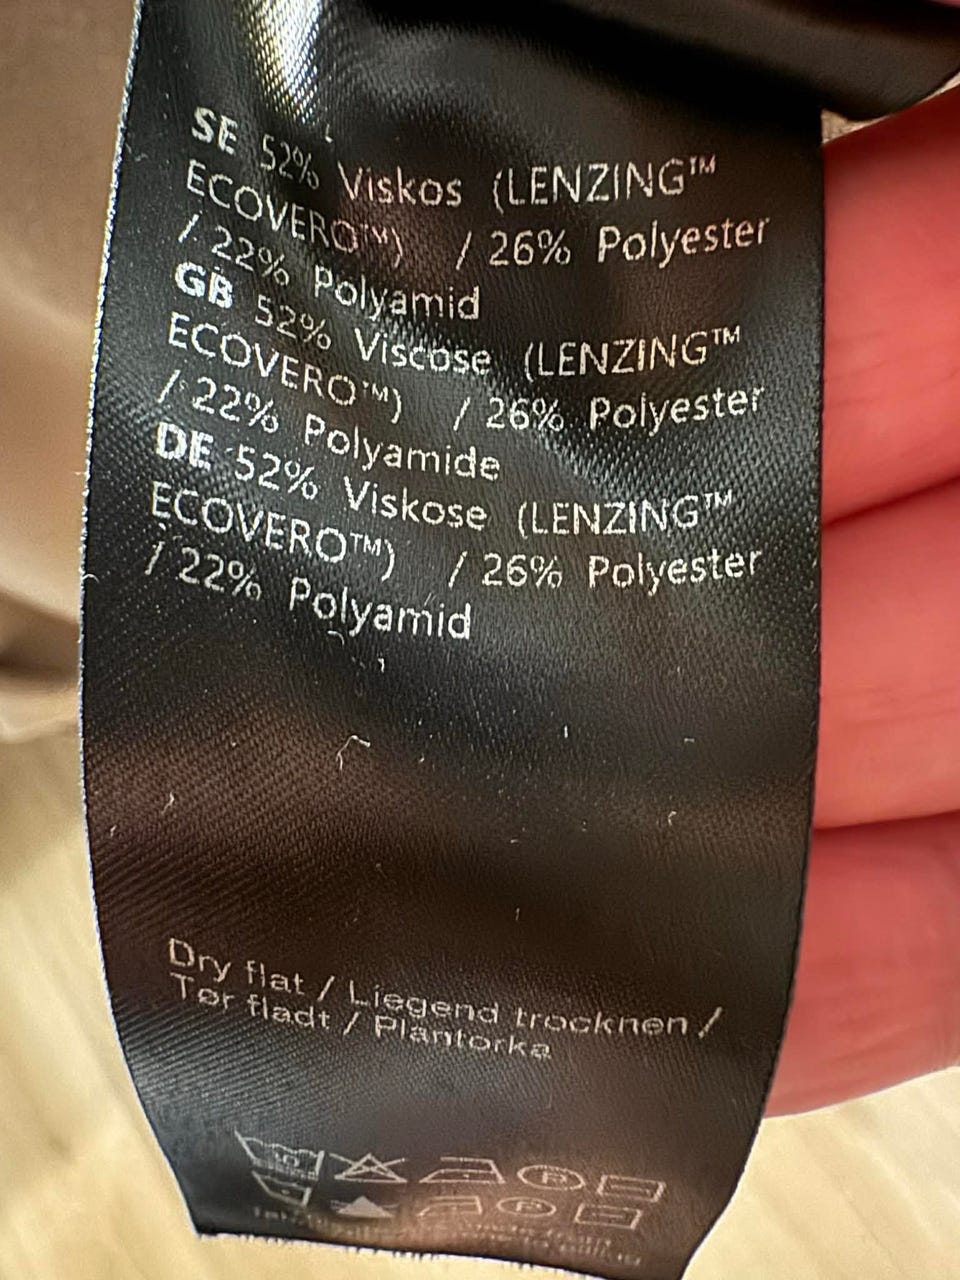 SE 52% Viskos (LENZING™
ECOVERO™) / 26% Polyester
/ 22% Polyamid
GB 52% Viscose (LENZING™
ECOVERO™) / 26% Polyester
/ 22% Polyamide
DE 52% Viskose (LENZING™
ECOVERO™) / 26% Polyester
/ 22% Polyamid
Dry flat / Liegend trocknen /
Tør fladt / Plantorka